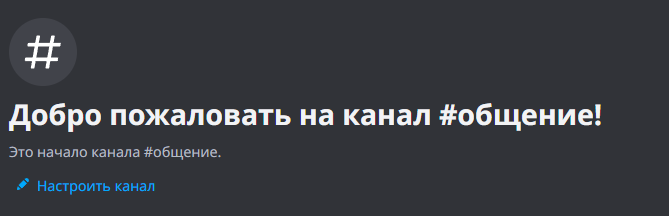 #
Добро пожаловать на канал #общение!
Это начало канала #общение.
Настроить канал